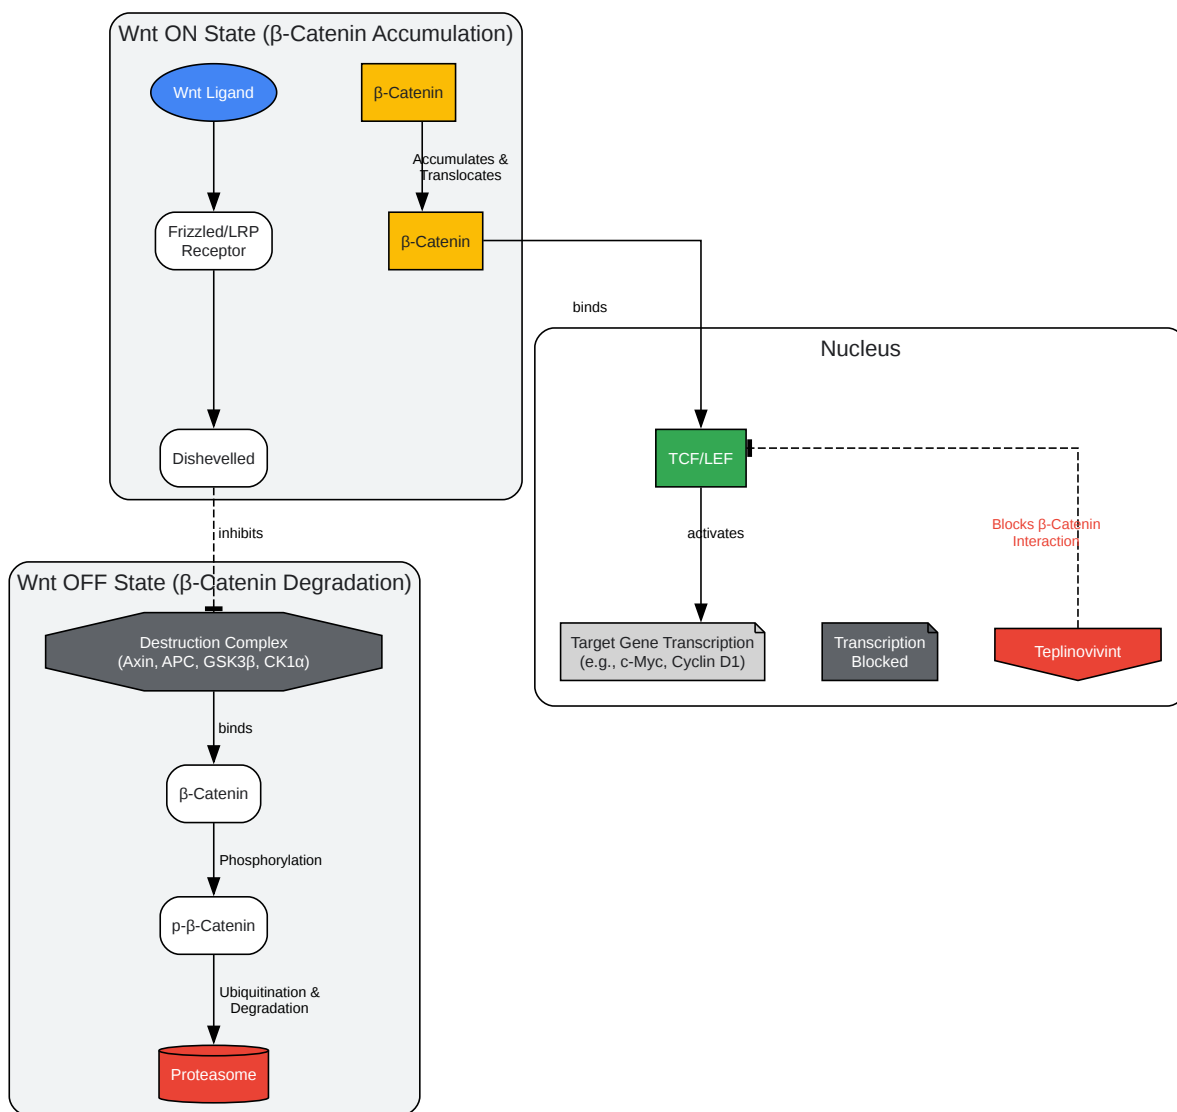 Wnt ON State (β-Catenin Accumulation)
Wnt Ligand
β-Catenin
Accumulates &
Translocates
Frizzled/LRP
Receptor
β-Catenin
binds
Dishevelled
inhibits
Nucleus
TCF/LEF
activates
Blocks β-Catenin
Interaction
Target Gene Transcription
(e.g., c-Myc, Cyclin D1)
Transcription
Blocked
Teplinovivint
Wnt OFF State (β-Catenin Degradation)
Destruction Complex
(Axin, APC, GSK3β, CK1α)
binds
β-Catenin
Phosphorylation
p-β-Catenin
Ubiquitination &
Degradation
Proteasome